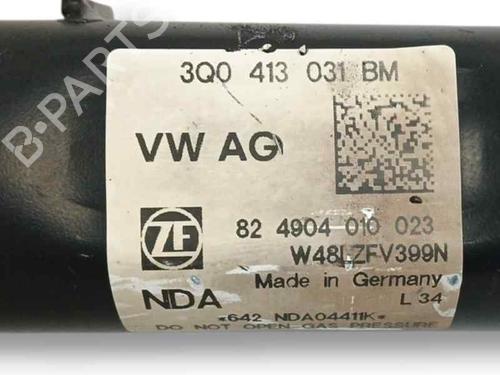 B-PARTS
3Q0 413 031 BM
VW AG
ZF
82 4904 010 023
W48LZFV399N
Made in Germany
NDA
L 34
*642 NDA04411K*
DO NOT OPEN GAS PRESSURE